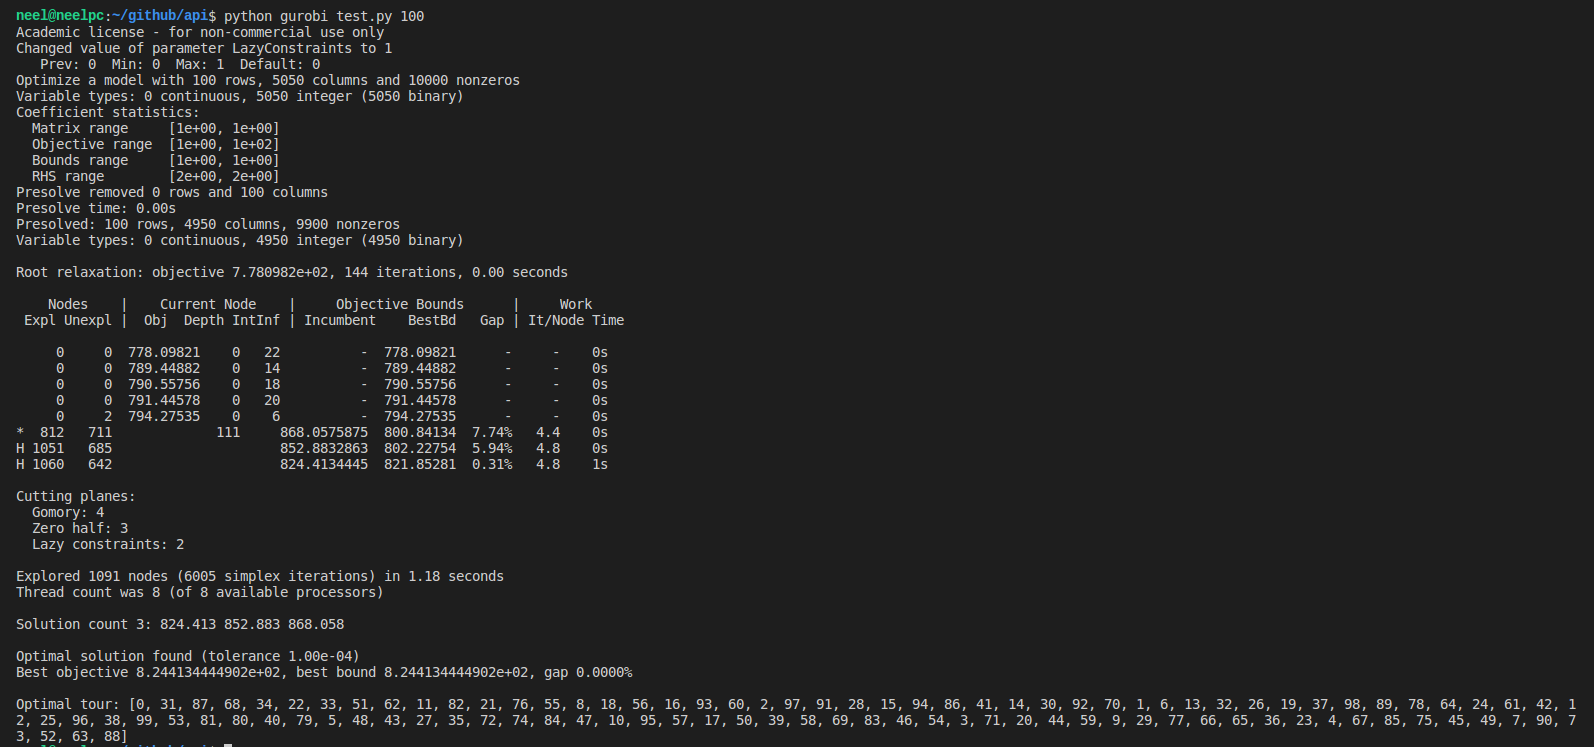 neel@neelpc:~/github/api$ python gurobi test.py 100
Academic license - for non-commercial use only
Changed value of parameter LazyConstraints to 1
   Prev: 0  Min: 0  Max: 1  Default: 0
Optimize a model with 100 rows, 5050 columns and 10000 nonzeros
Variable types: 0 continuous, 5050 integer (5050 binary)
Coefficient statistics:
  Matrix range     [1e+00, 1e+00]
  Objective range  [1e+00, 1e+02]
  Bounds range     [1e+00, 1e+00]
  RHS range        [2e+00, 2e+00]
Presolve removed 0 rows and 100 columns
Presolve time: 0.00s
Presolved: 100 rows, 4950 columns, 9900 nonzeros
Variable types: 0 continuous, 4950 integer (4950 binary)

Root relaxation: objective 7.780982e+02, 144 iterations, 0.00 seconds

    Nodes    |    Current Node    |     Objective Bounds      |     Work
 Expl Unexpl |  Obj  Depth IntInf | Incumbent    BestBd   Gap | It/Node Time

     0     0  778.09821    0   22          -  778.09821      -     -    0s
     0     0  789.44882    0   14          -  789.44882      -     -    0s
     0     0  790.55756    0   18          -  790.55756      -     -    0s
     0     0  791.44578    0   20          -  791.44578      -     -    0s
     0     2  794.27535    0    6          -  794.27535      -     -    0s
*  812   711             111     868.0575875  800.84134  7.74%   4.4    0s
H 1051   685                     852.8832863  802.22754  5.94%   4.8    0s
H 1060   642                     824.4134445  821.85281  0.31%   4.8    1s

Cutting planes:
  Gomory: 4
  Zero half: 3
  Lazy constraints: 2

Explored 1091 nodes (6005 simplex iterations) in 1.18 seconds
Thread count was 8 (of 8 available processors)

Solution count 3: 824.413 852.883 868.058

Optimal solution found (tolerance 1.00e-04)
Best objective 8.244134444902e+02, best bound 8.244134444902e+02, gap 0.0000%

Optimal tour: [0, 31, 87, 68, 34, 22, 33, 51, 62, 11, 82, 21, 76, 55, 8, 18, 56, 16, 93, 60, 2, 97, 91, 28, 15, 94, 86, 41, 14, 30, 92, 70, 1, 6, 13, 32, 26, 19, 37, 98, 89, 78, 64, 24, 61, 42, 1
2, 25, 96, 38, 99, 53, 81, 80, 40, 79, 5, 48, 43, 27, 35, 72, 74, 84, 47, 10, 95, 57, 17, 50, 39, 58, 69, 83, 46, 54, 3, 71, 20, 44, 59, 9, 29, 77, 66, 65, 36, 23, 4, 67, 85, 75, 45, 49, 7, 90, 7
3, 52, 63, 88]